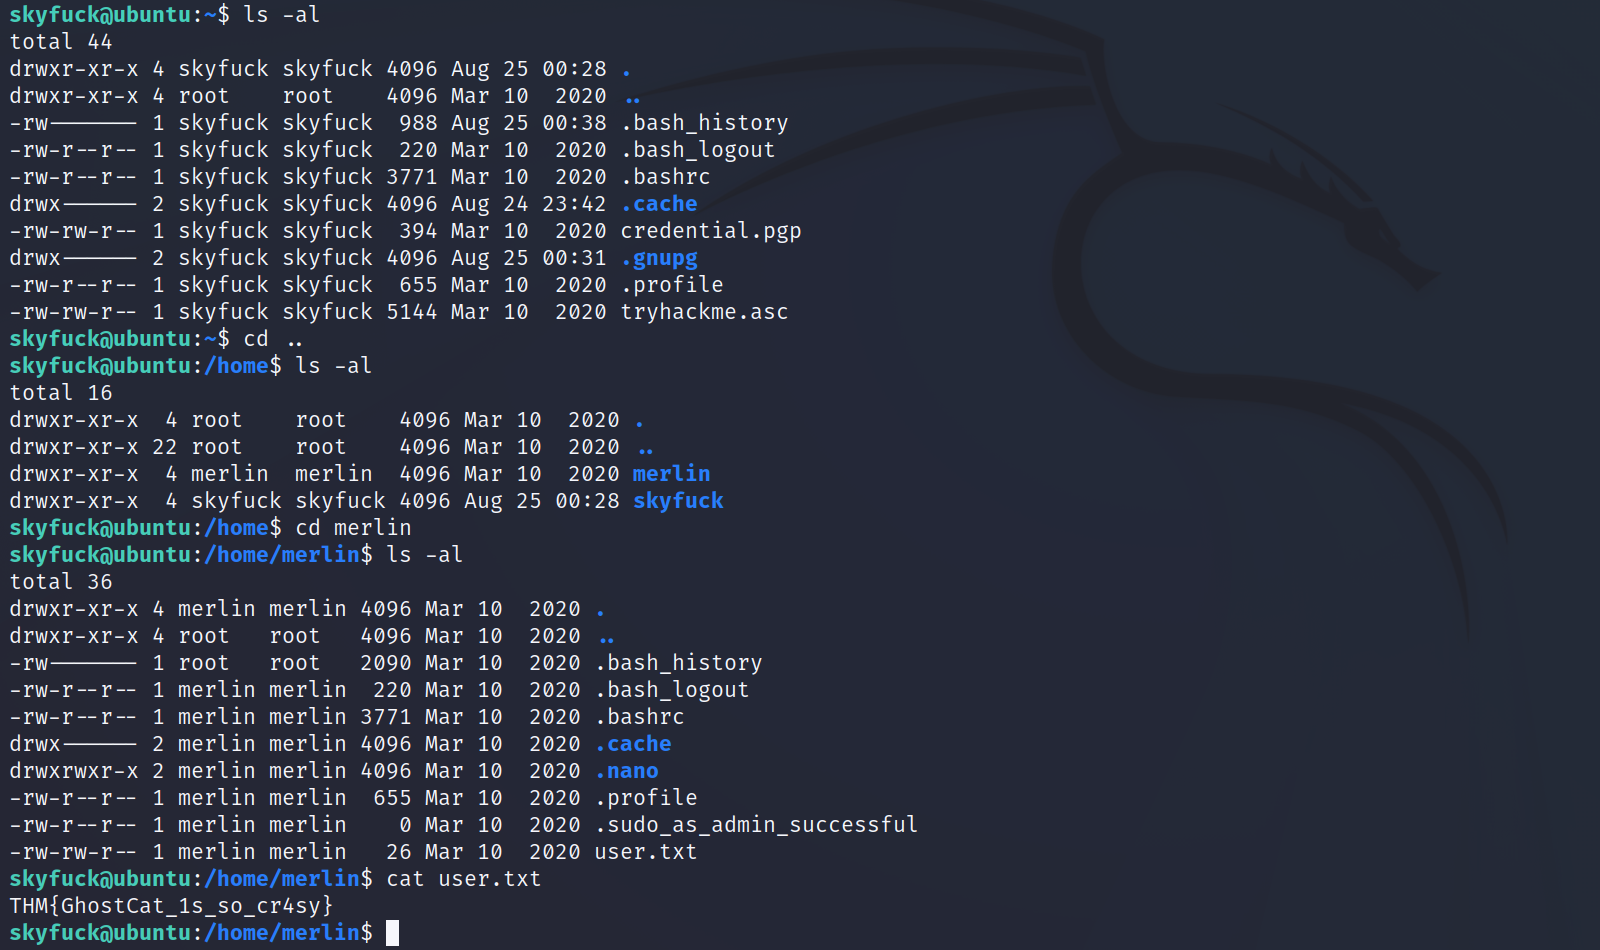 skyfuck@ubuntu:~$ ls -al
total 44
drwxr-xr-x 4 skyfuck skyfuck 4096 Aug 25 00:28 .
drwxr-xr-x 4 root    root    4096 Mar 10  2020 ..
-rw------- 1 skyfuck skyfuck  988 Aug 25 00:38 .bash_history
-rw-r--r-- 1 skyfuck skyfuck  220 Mar 10  2020 .bash_logout
-rw-r--r-- 1 skyfuck skyfuck 3771 Mar 10  2020 .bashrc
drwx------ 2 skyfuck skyfuck 4096 Aug 24 23:42 .cache
-rw-rw-r-- 1 skyfuck skyfuck  394 Mar 10  2020 credential.pgp
drwx------ 2 skyfuck skyfuck 4096 Aug 25 00:31 .gnupg
-rw-r--r-- 1 skyfuck skyfuck  655 Mar 10  2020 .profile
-rw-rw-r-- 1 skyfuck skyfuck 5144 Mar 10  2020 tryhackme.asc
skyfuck@ubuntu:~$ cd ..
skyfuck@ubuntu:/home$ ls -al
total 16
drwxr-xr-x  4 root    root    4096 Mar 10  2020 .
drwxr-xr-x 22 root    root    4096 Mar 10  2020 ..
drwxr-xr-x  4 merlin  merlin  4096 Mar 10  2020 merlin
drwxr-xr-x  4 skyfuck skyfuck 4096 Aug 25 00:28 skyfuck
skyfuck@ubuntu:/home$ cd merlin
skyfuck@ubuntu:/home/merlin$ ls -al
total 36
drwxr-xr-x 4 merlin merlin 4096 Mar 10  2020 .
drwxr-xr-x 4 root   root   4096 Mar 10  2020 ..
-rw------- 1 root   root   2090 Mar 10  2020 .bash_history
-rw-r--r-- 1 merlin merlin  220 Mar 10  2020 .bash_logout
-rw-r--r-- 1 merlin merlin 3771 Mar 10  2020 .bashrc
drwx------ 2 merlin merlin 4096 Mar 10  2020 .cache
drwxrwxr-x 2 merlin merlin 4096 Mar 10  2020 .nano
-rw-r--r-- 1 merlin merlin  655 Mar 10  2020 .profile
-rw-r--r-- 1 merlin merlin    0 Mar 10  2020 .sudo_as_admin_successful
-rw-rw-r-- 1 merlin merlin   26 Mar 10  2020 user.txt
skyfuck@ubuntu:/home/merlin$ cat user.txt
THM{GhostCat_1s_so_cr4sy}
skyfuck@ubuntu:/home/merlin$